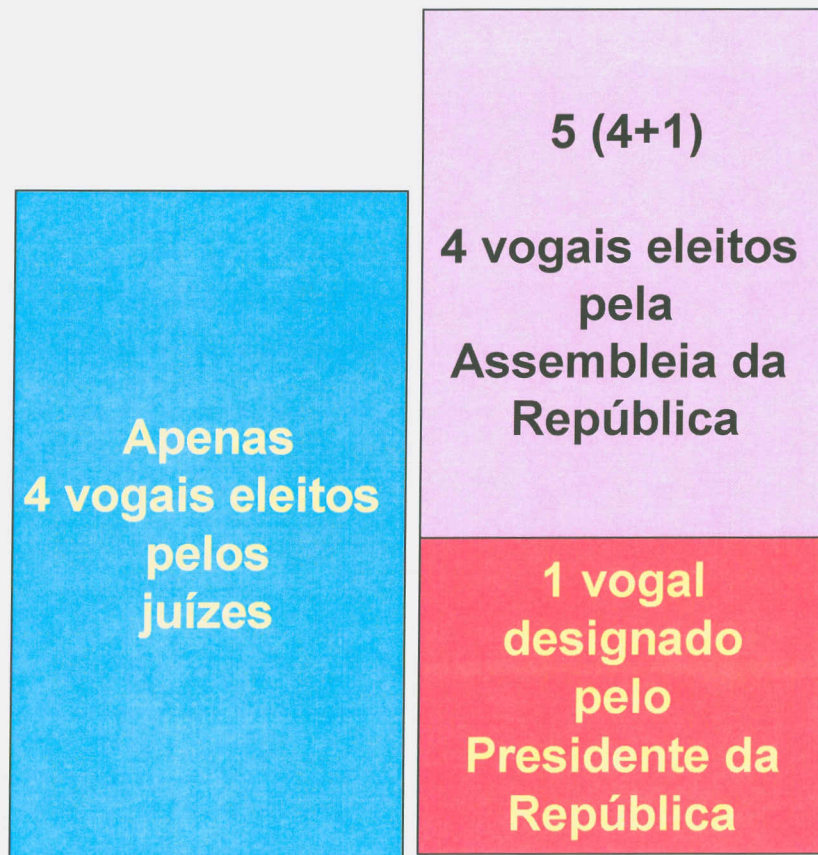 Apenas
4 vogais eleitos
pelos
juízes
5 (4+1)
4 vogais eleitos
pela
Assembleia da
República
1 vogal
designado
pelo
Presidente da
República